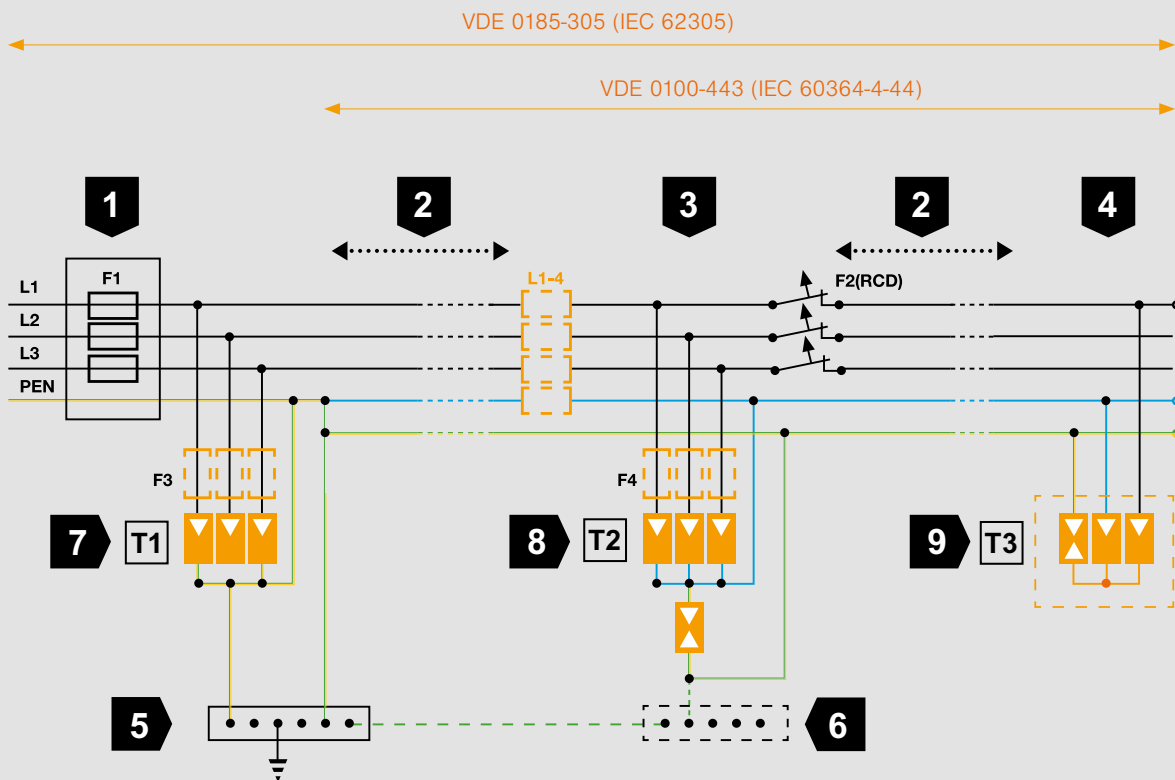 VDE 0185-305 (IEC 62305)
VDE 0100-443 (IEC 60364-4-44)
1
2
3
2
4
F1
L1-4
F2(RCD)
L1
L2
L3
PEN
F3
F4
7
T1
8
T2
9
T3
5
6